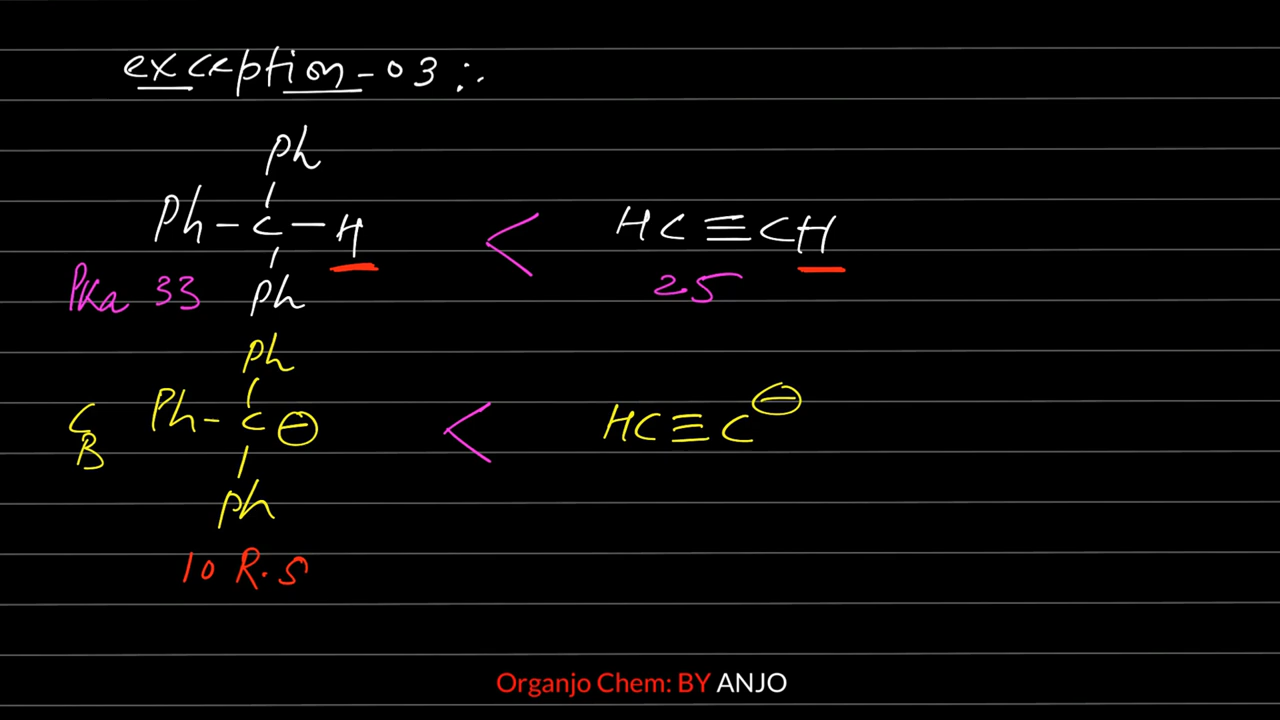 exception-03:
Ph
Ph-C-H < HC≡CH
PKa 33 Ph 25
Ph
C B Ph-C⊖ < HC≡C⊖
Ph
10 R.S
Organjo Chem: BY ANJO